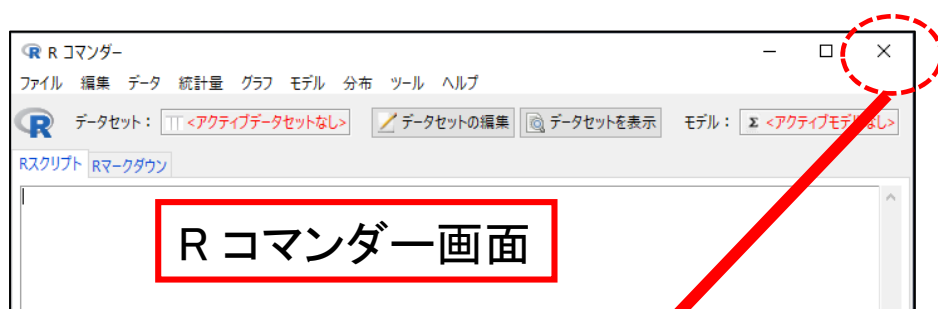 R コマンダー
ファイル 編集 データ 統計量 グラフ モデル 分布 ツール ヘルプ
データセット： <アクティブデータセットなし> データセットの編集 データセットを表示 モデル： Σ <アクティブモデルなし>
Rスクリプト Rマークダウン
R コマンダー画面